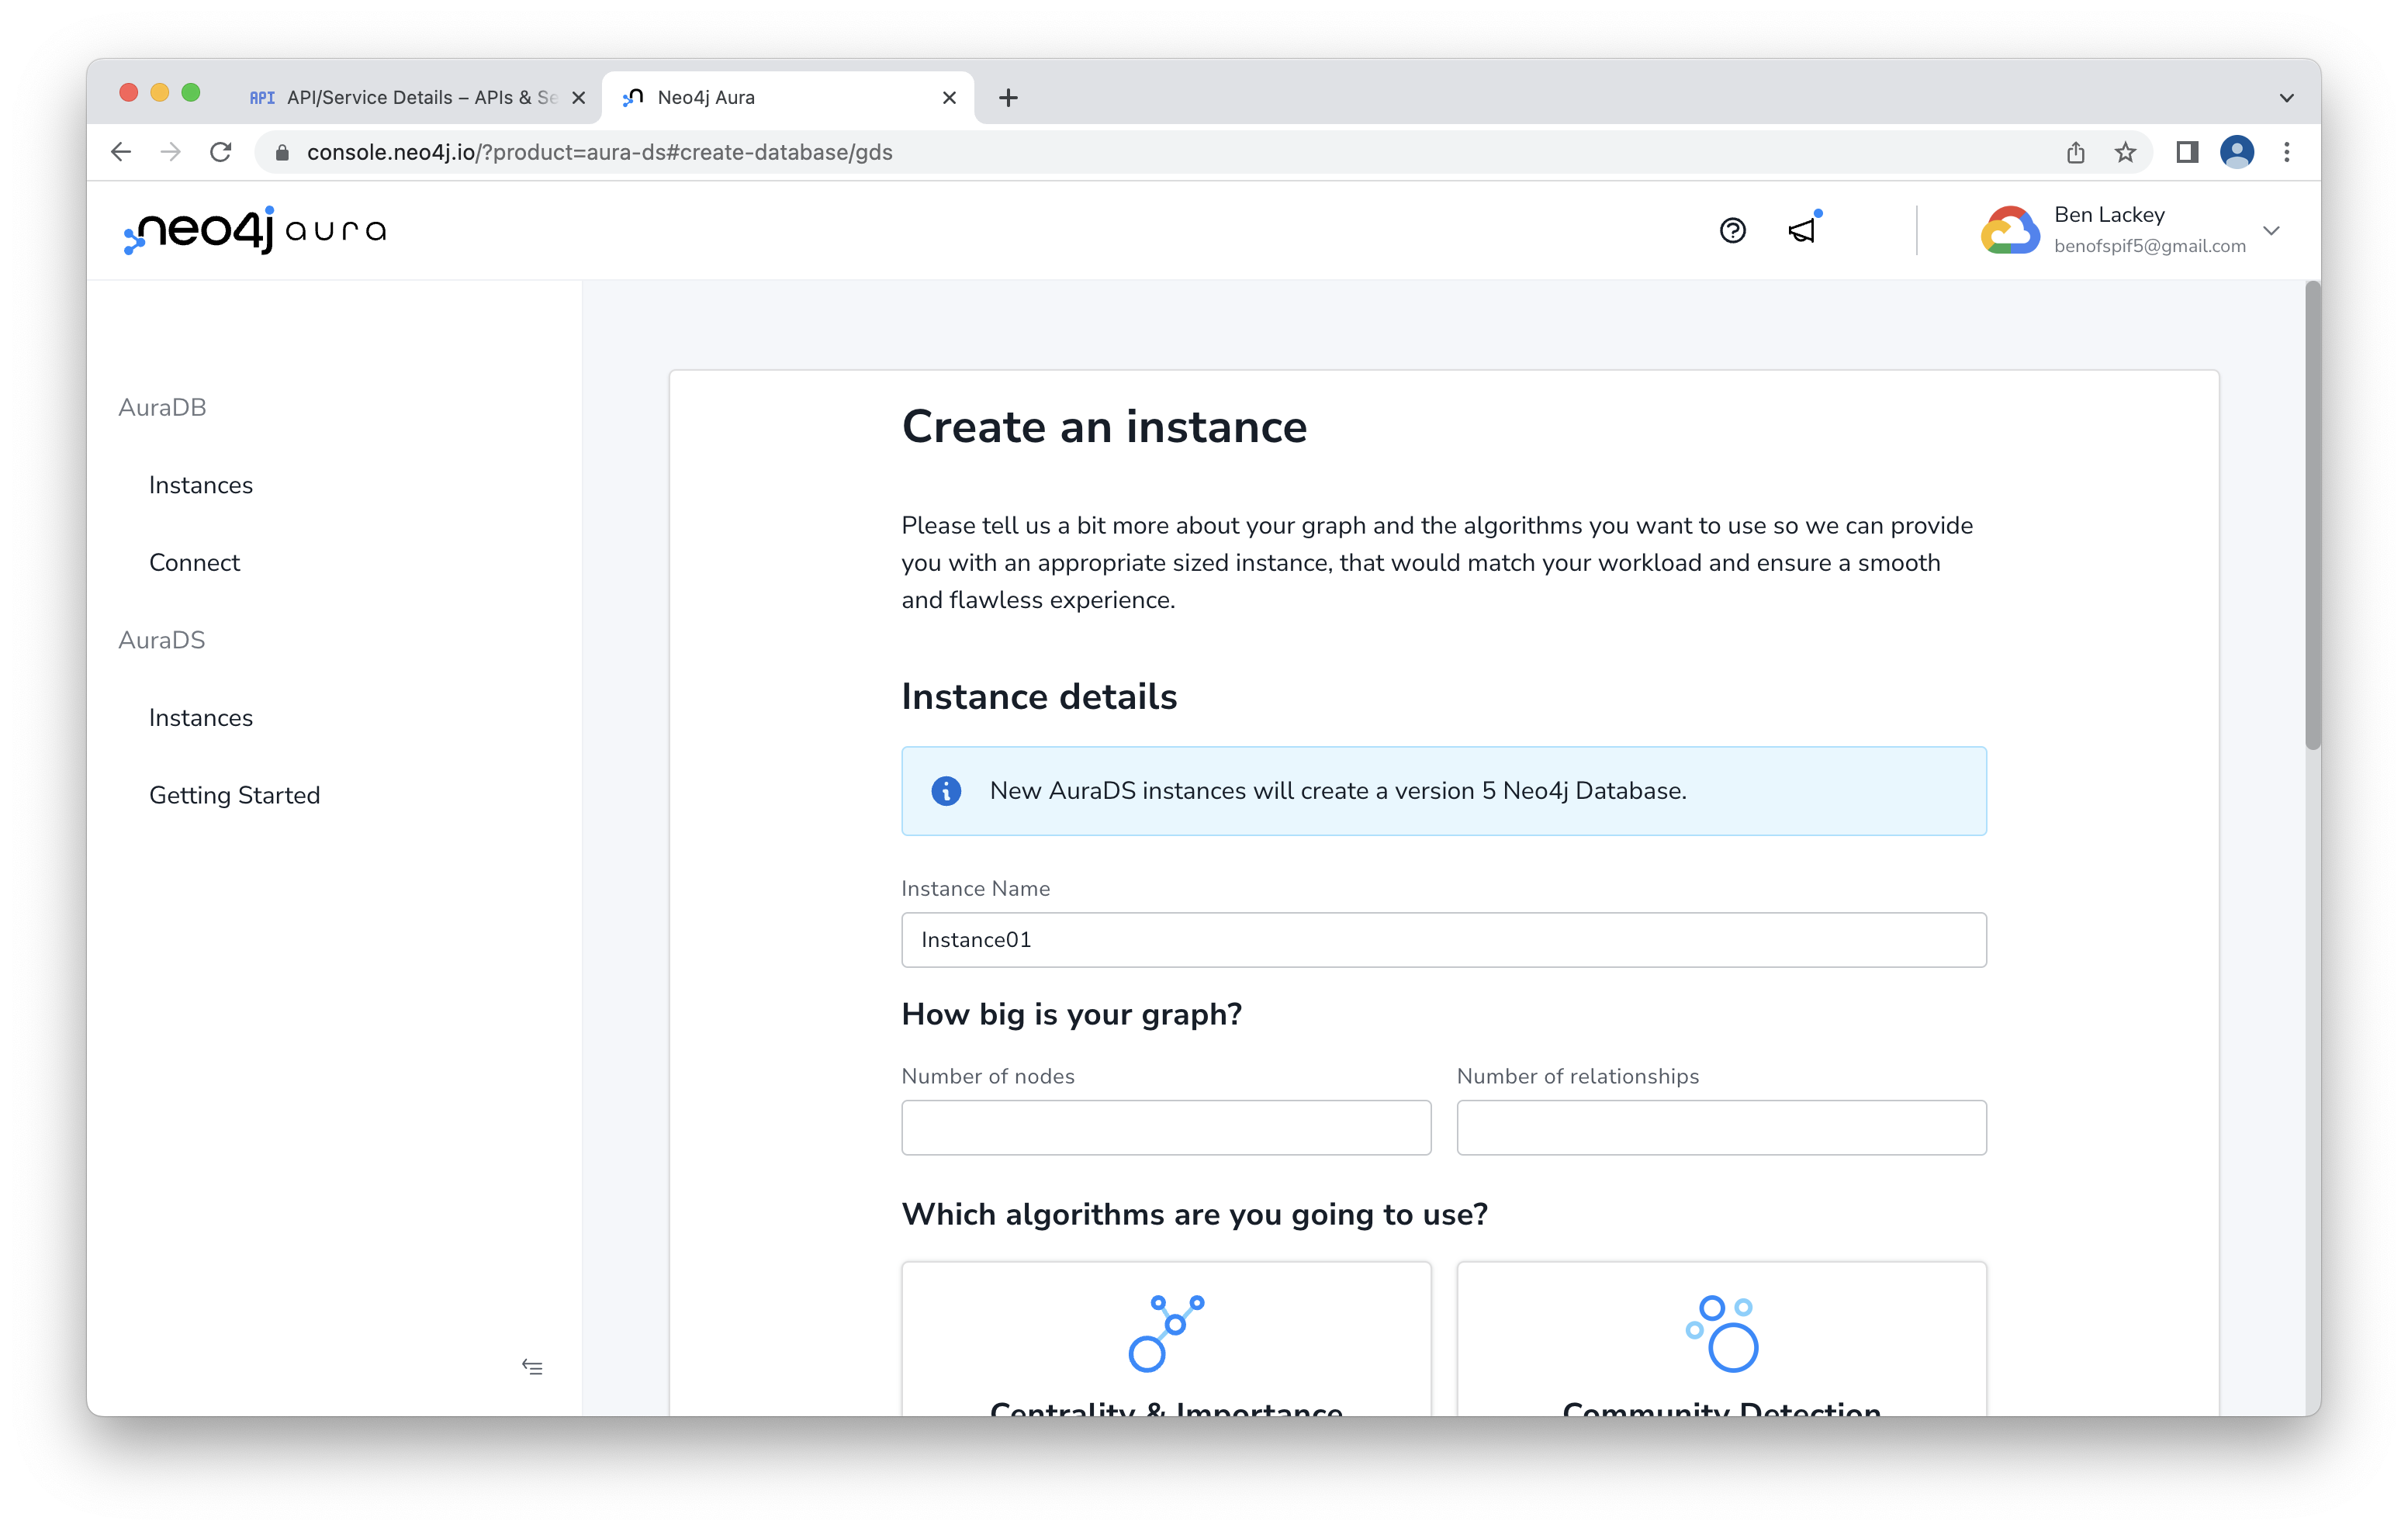 API API/Service Details – APIs & Se
Neo4j Aura
console.neo4j.io/?product=aura-ds#create-database/gds
neo4j aura
Ben Lackey
benofspif5@gmail.com
AuraDB
Instances
Connect
AuraDS
Instances
Getting Started
Create an instance
Please tell us a bit more about your graph and the algorithms you want to use so we can provide
you with an appropriate sized instance, that would match your workload and ensure a smooth
and flawless experience.
Instance details
New AuraDS instances will create a version 5 Neo4j Database.
Instance Name
Instance01
How big is your graph?
Number of nodes
Number of relationships
Which algorithms are you going to use?
Centrality & Importance
Community Detection